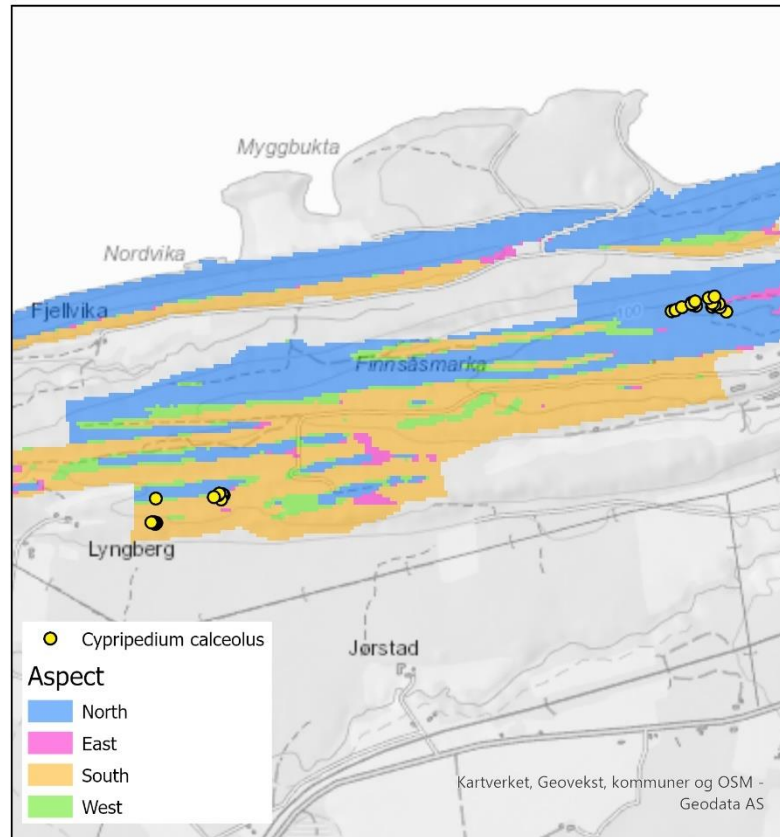 Myggbukta
Nordvika
Fjellvika
100
Finnsåsmarka
Lyngberg
Jørstad
Cypripedium calceolus
Aspect
North
East
South
West
Kartverket, Geovekst, kommuner og OSM -
Geodata AS